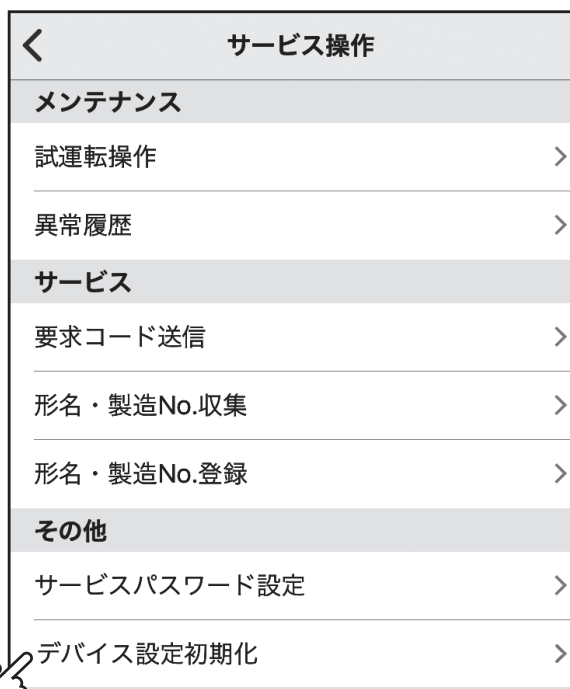 サービス操作
メンテナンス
試運転操作
異常履歴
サービス
要求コード送信
形名・製造No.収集
形名・製造No.登録
その他
サービスパスワード設定
デバイス設定初期化